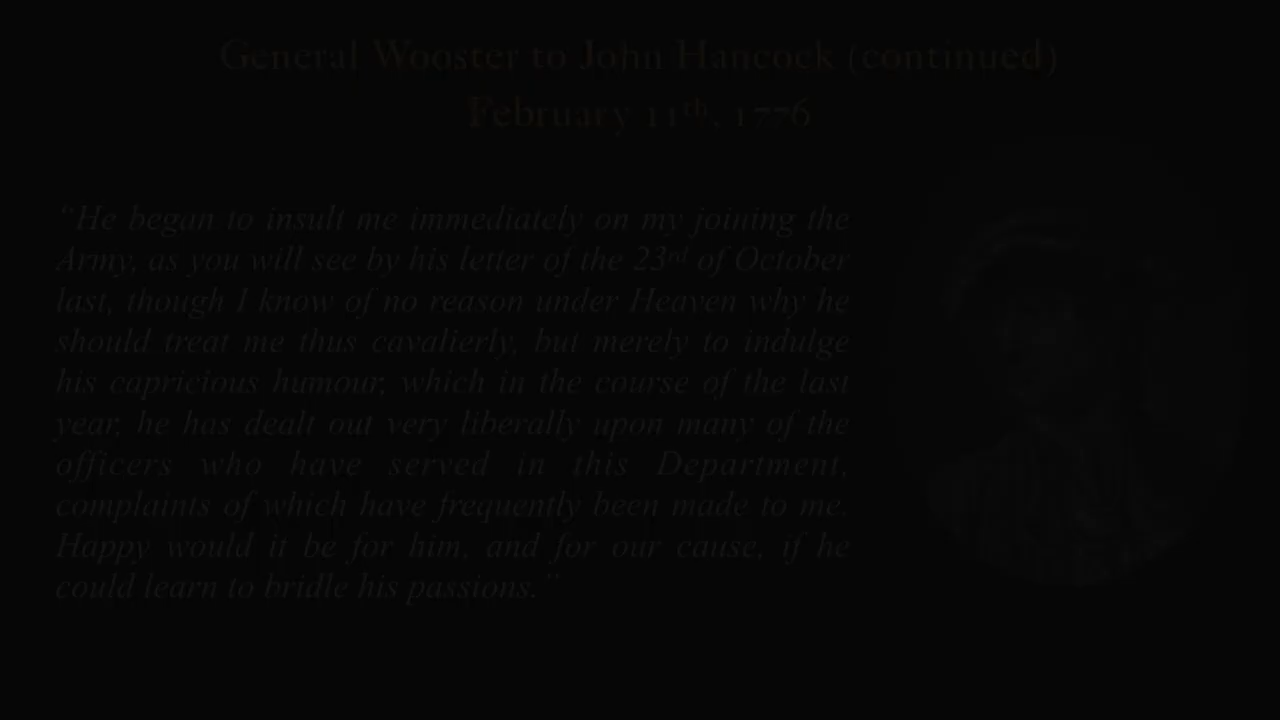 General Wooster to John Hancock (continued)
February 11th, 1776
“He began to insult me immediately on my joining the
Army, as you will see by his letter of the 23rd of October
last, though I know of no reason under Heaven why he
should treat me thus cavalierly, but merely to indulge
his capricious humour, which in the course of the last
year, he has dealt out very liberally upon many of the
officers who have served in this Department,
complaints of which have frequently been made to me.
Happy would it be for him, and for our cause, if he
could learn to bridle his passions.”